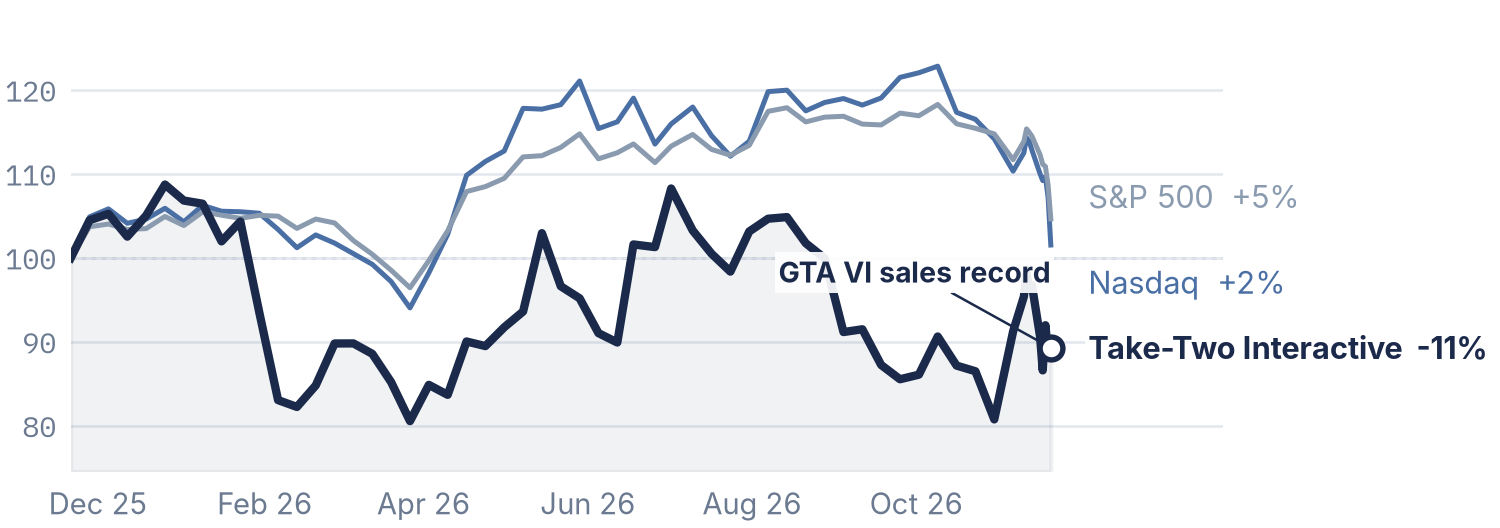 120
110
100
90
80
S&P 500 +5%
GTA VI sales record
Nasdaq +2%
Take-Two Interactive -11%
Dec 25 Feb 26 Apr 26 Jun 26 Aug 26 Oct 26